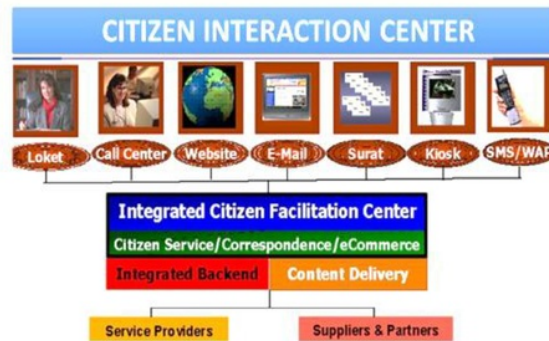 CITIZEN INTERACTION CENTER
Loket Call Center Website E-Mail Surat Kiosk SMS/WAP
Integrated Citizen Facilitation Center
Citizen Service/Correspondence/eCommerce
Integrated Backend Content Delivery
Service Providers Suppliers & Partners